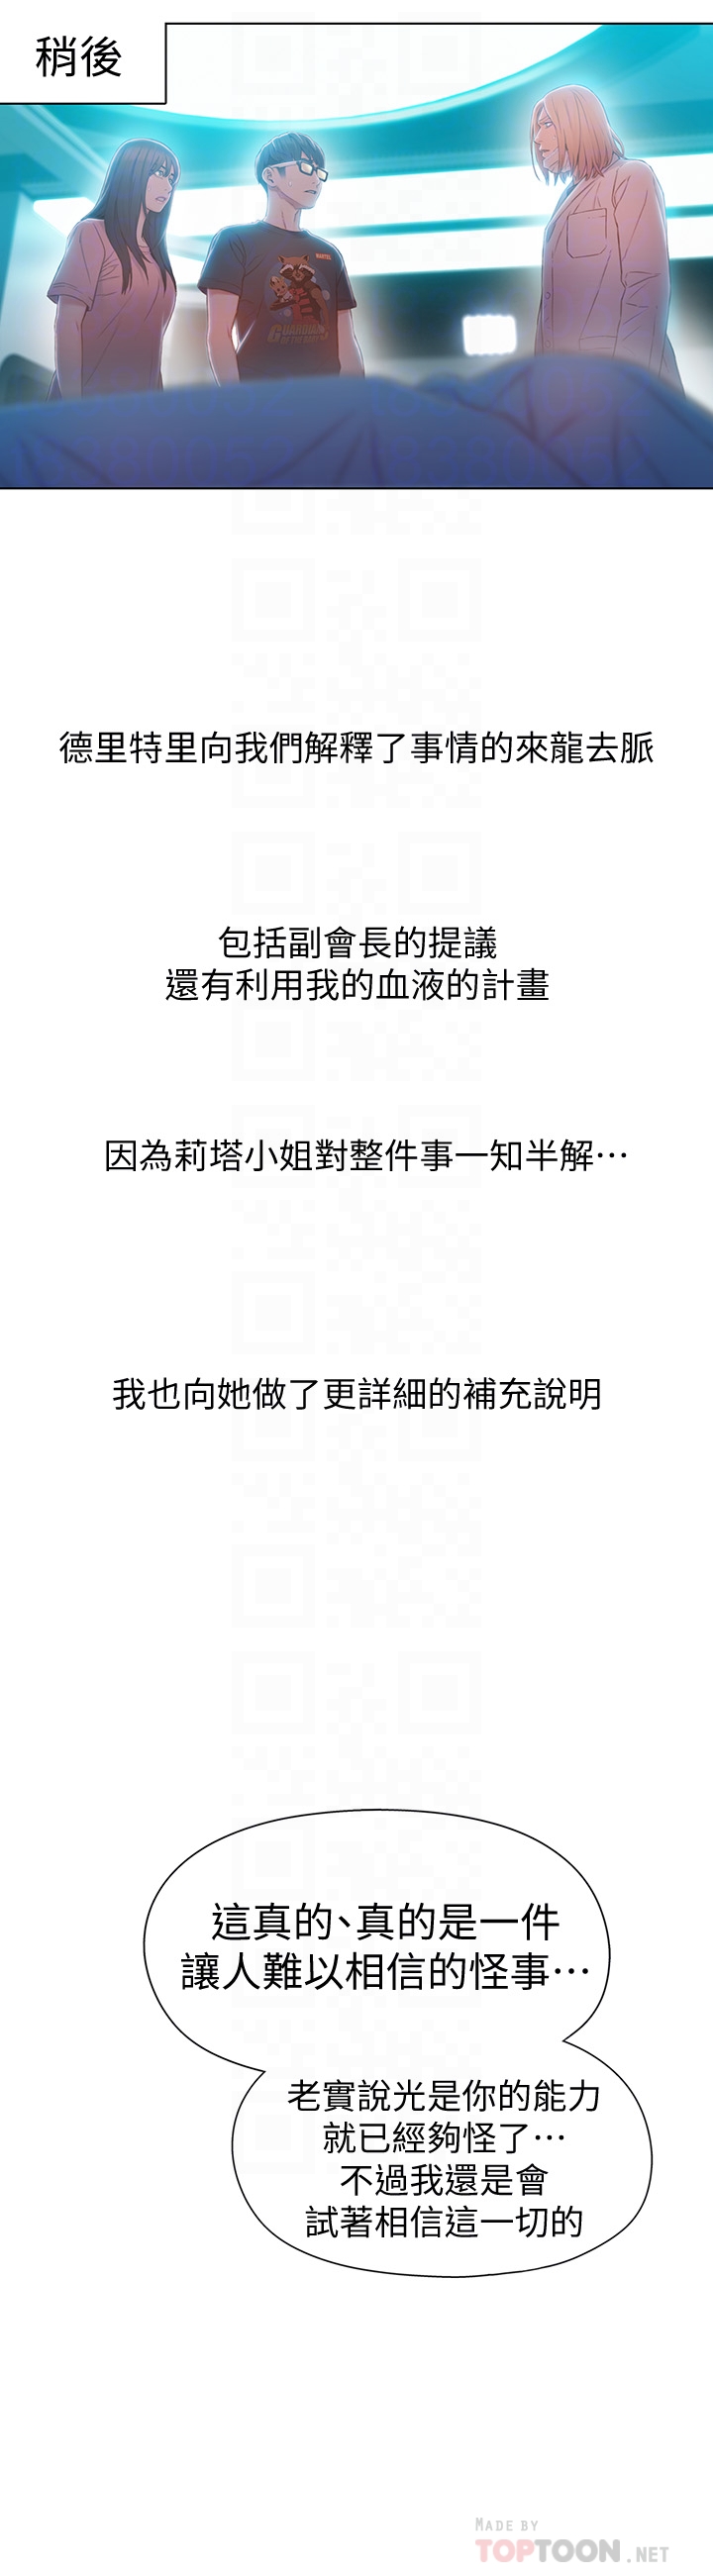 稍後
MARVEL
GUARDIAN
OF THE GALAXY
德里特里向我們解釋了事情的來龍去脈
包括副會長的提議
還有利用我的血液的計畫
因為莉塔小姐對整件事一知半解…
我也向她做了更詳細的補充說明
這真的、真的是一件
讓人難以相信的怪事…
老實說光是你的能力
就已經夠怪了…
不過我還是會
試著相信這一切的
MADE BY
TOPTOON.NET